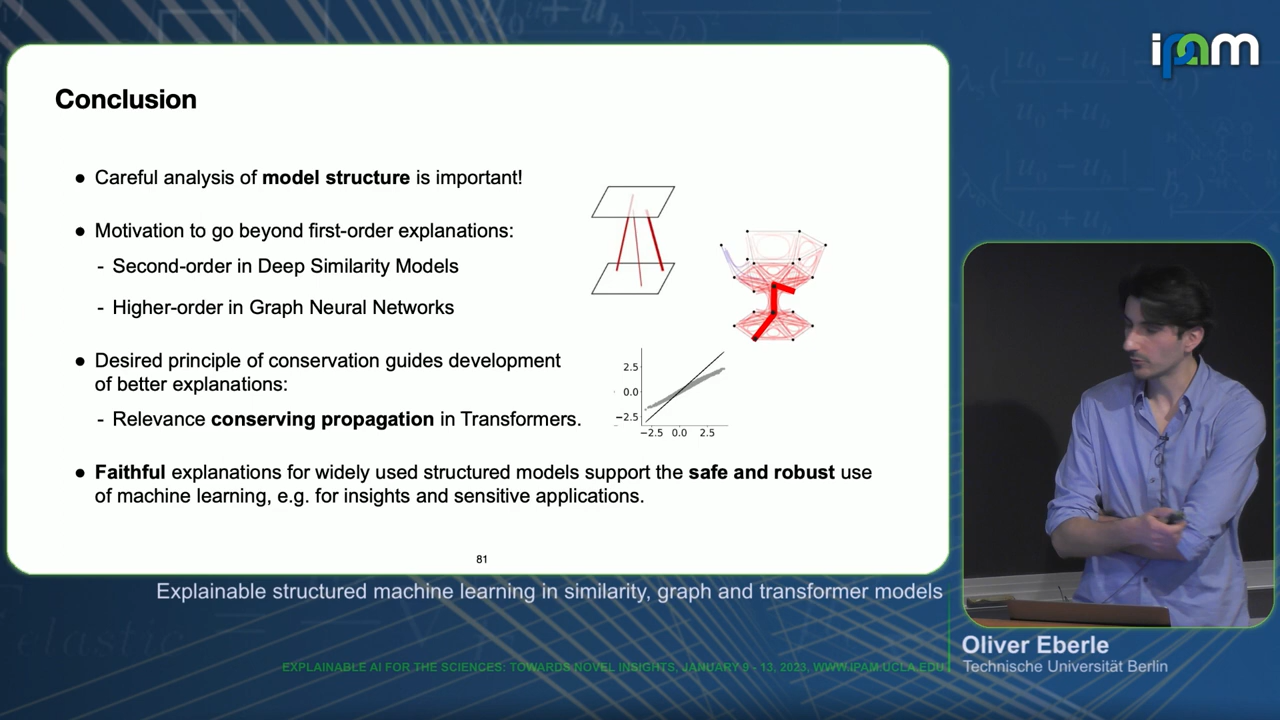 ipam
Conclusion
● Careful analysis of model structure is important!
● Motivation to go beyond first-order explanations:
- Second-order in Deep Similarity Models
- Higher-order in Graph Neural Networks
● Desired principle of conservation guides development
of better explanations:
- Relevance conserving propagation in Transformers.
2.5
0.0
−2.5
−2.5 0.0 2.5
● Faithful explanations for widely used structured models support the safe and robust use
of machine learning, e.g. for insights and sensitive applications.
81
Explainable structured machine learning in similarity, graph and transformer models
Oliver Eberle
Technische Universität Berlin
EXPLAINABLE AI FOR THE SCIENCES: TOWARDS NOVEL INSIGHTS, JANUARY 9 - 13, 2023, WWW.IPAM.UCLA.EDU
elastic